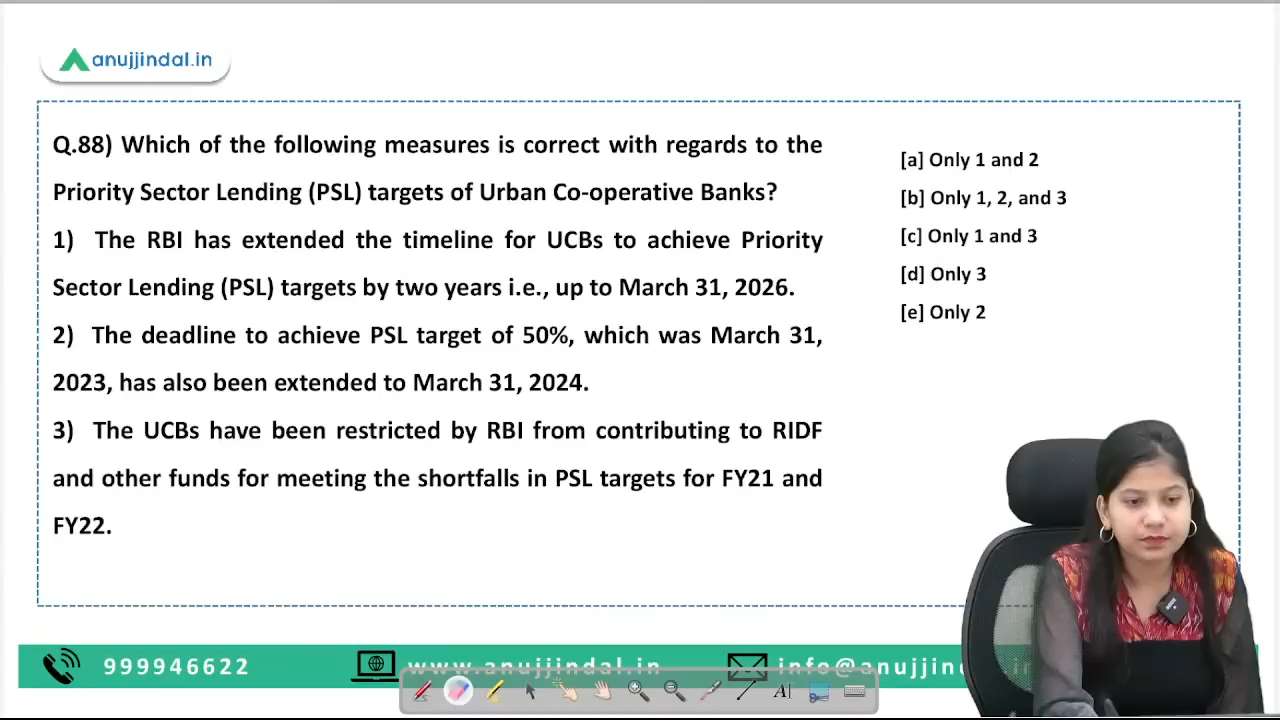 anujjindal.in
Q.88) Which of the following measures is correct with regards to the
Priority Sector Lending (PSL) targets of Urban Co-operative Banks?
1) The RBI has extended the timeline for UCBs to achieve Priority
Sector Lending (PSL) targets by two years i.e., up to March 31, 2026.
2) The deadline to achieve PSL target of 50%, which was March 31,
2023, has also been extended to March 31, 2024.
3) The UCBs have been restricted by RBI from contributing to RIDF
and other funds for meeting the shortfalls in PSL targets for FY21 and
FY22.
[a] Only 1 and 2
[b] Only 1, 2, and 3
[c] Only 1 and 3
[d] Only 3
[e] Only 2
999946622
www.anujjindal.in
info@anujjin